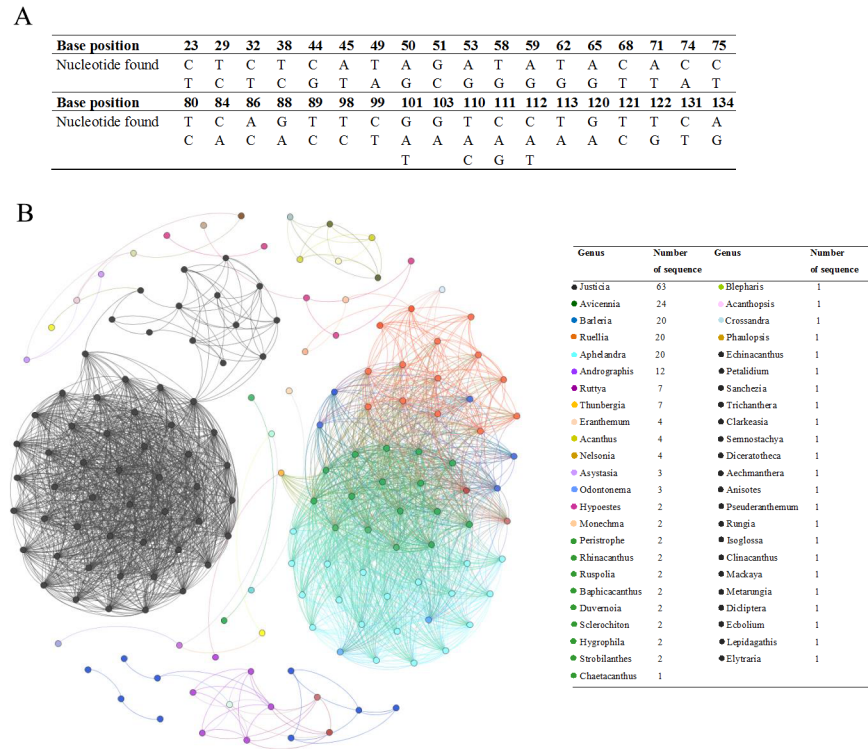 A
Base position 23 29 32 38 44 45 49 50 51 53 58 59 62 65 68 71 74 75
Nucleotide found C T C T C A T A G A T A T A C A C C
T C T C G T A G C G G G G G T T A T
Base position 80 84 86 88 89 98 99 101 103 110 111 112 113 120 121 122 131 134
Nucleotide found T C A G T T C G G T C C T G T T C A
C A C A C C T A A A A A A A C G T G
T C G T
B
Genus Number Genus Number
of sequence of sequence
Justicia 63 Blepharis 1
Avicennia 24 Acanthopsis 1
Barleria 20 Crossandra 1
Ruellia 20 Phaulopsis 1
Aphelandra 20 Echinacanthus 1
Andrographis 12 Petalidium 1
Ruttya 7 Sanchezia 1
Thunbergia 7 Trichanthera 1
Eranthemum 4 Clarkeasia 1
Acanthus 4 Semnostachya 1
Nelsonia 4 Diceratotheca 1
Asystasia 3 Aechmanthera 1
Odontonema 3 Anisotes 1
Hypoestes 2 Pseuderanthemum 1
Monechma 2 Rungia 1
Peristrophe 2 Isoglossa 1
Rhinacanthus 2 Clinacanthus 1
Ruspolia 2 Mackaya 1
Baphicacanthus 2 Metarungia 1
Duvernoia 2 Dicliptera 1
Sclerochiton 2 Ecbolium 1
Hygrophila 2 Lepidagathis 1
Strobilanthes 2 Elytraria 1
Chaetacanthus 1